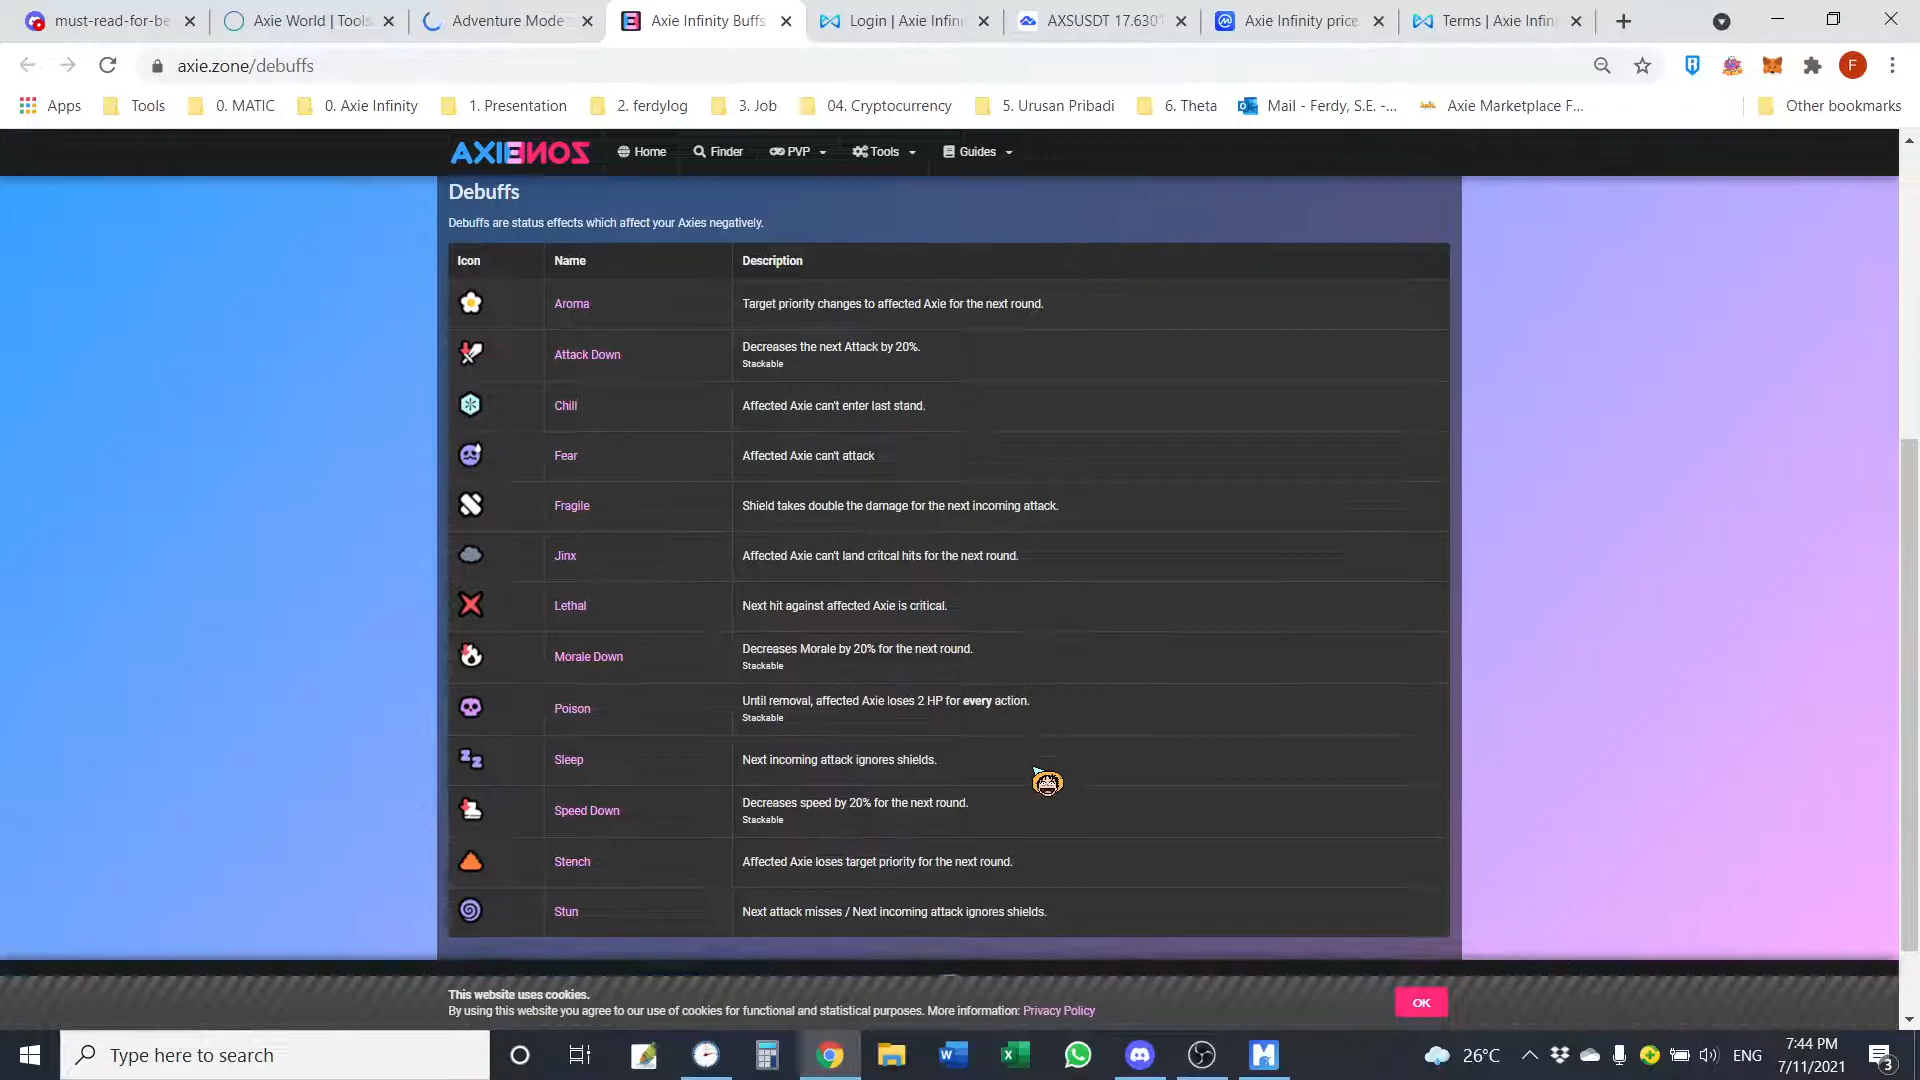 must-read-for-be
Axie World | Tools
Adventure Mode
Axie Infinity Buffs
Login | Axie Infini
AXSUSDT 17.6301
Axie Infinity price
Terms | Axie Infin
axie.zone/debuffs
F
Apps
Tools
0. MATIC
0. Axie Infinity
1. Presentation
2. ferdylog
3. Job
04. Cryptocurrency
5. Urusan Pribadi
6. Theta
Mail - Ferdy, S.E. -...
Axie Marketplace F...
Other bookmarks
AXIE ZONE
Home
Finder
PVP
Tools
Guides
Debuffs
Debuffs are status effects which affect your Axies negatively.
Icon Name Description
Aroma Target priority changes to affected Axie for the next round.
Attack Down Decreases the next Attack by 20%.
Stackable
Chill Affected Axie can't enter last stand.
Fear Affected Axie can't attack
Fragile Shield takes double the damage for the next incoming attack.
Jinx Affected Axie can't land critcal hits for the next round.
Lethal Next hit against affected Axie is critical.
Morale Down Decreases Morale by 20% for the next round.
Stackable
Poison Until removal, affected Axie loses 2 HP for every action.
Stackable
Sleep Next incoming attack ignores shields.
Speed Down Decreases speed by 20% for the next round.
Stackable
Stench Affected Axie loses target priority for the next round.
Stun Next attack misses / Next incoming attack ignores shields.
This website uses cookies.
By using this website you agree to our use of cookies for functional and statistical purposes. More information: Privacy Policy
OK
Type here to search
26°C
ENG
7:44 PM
7/11/2021
3